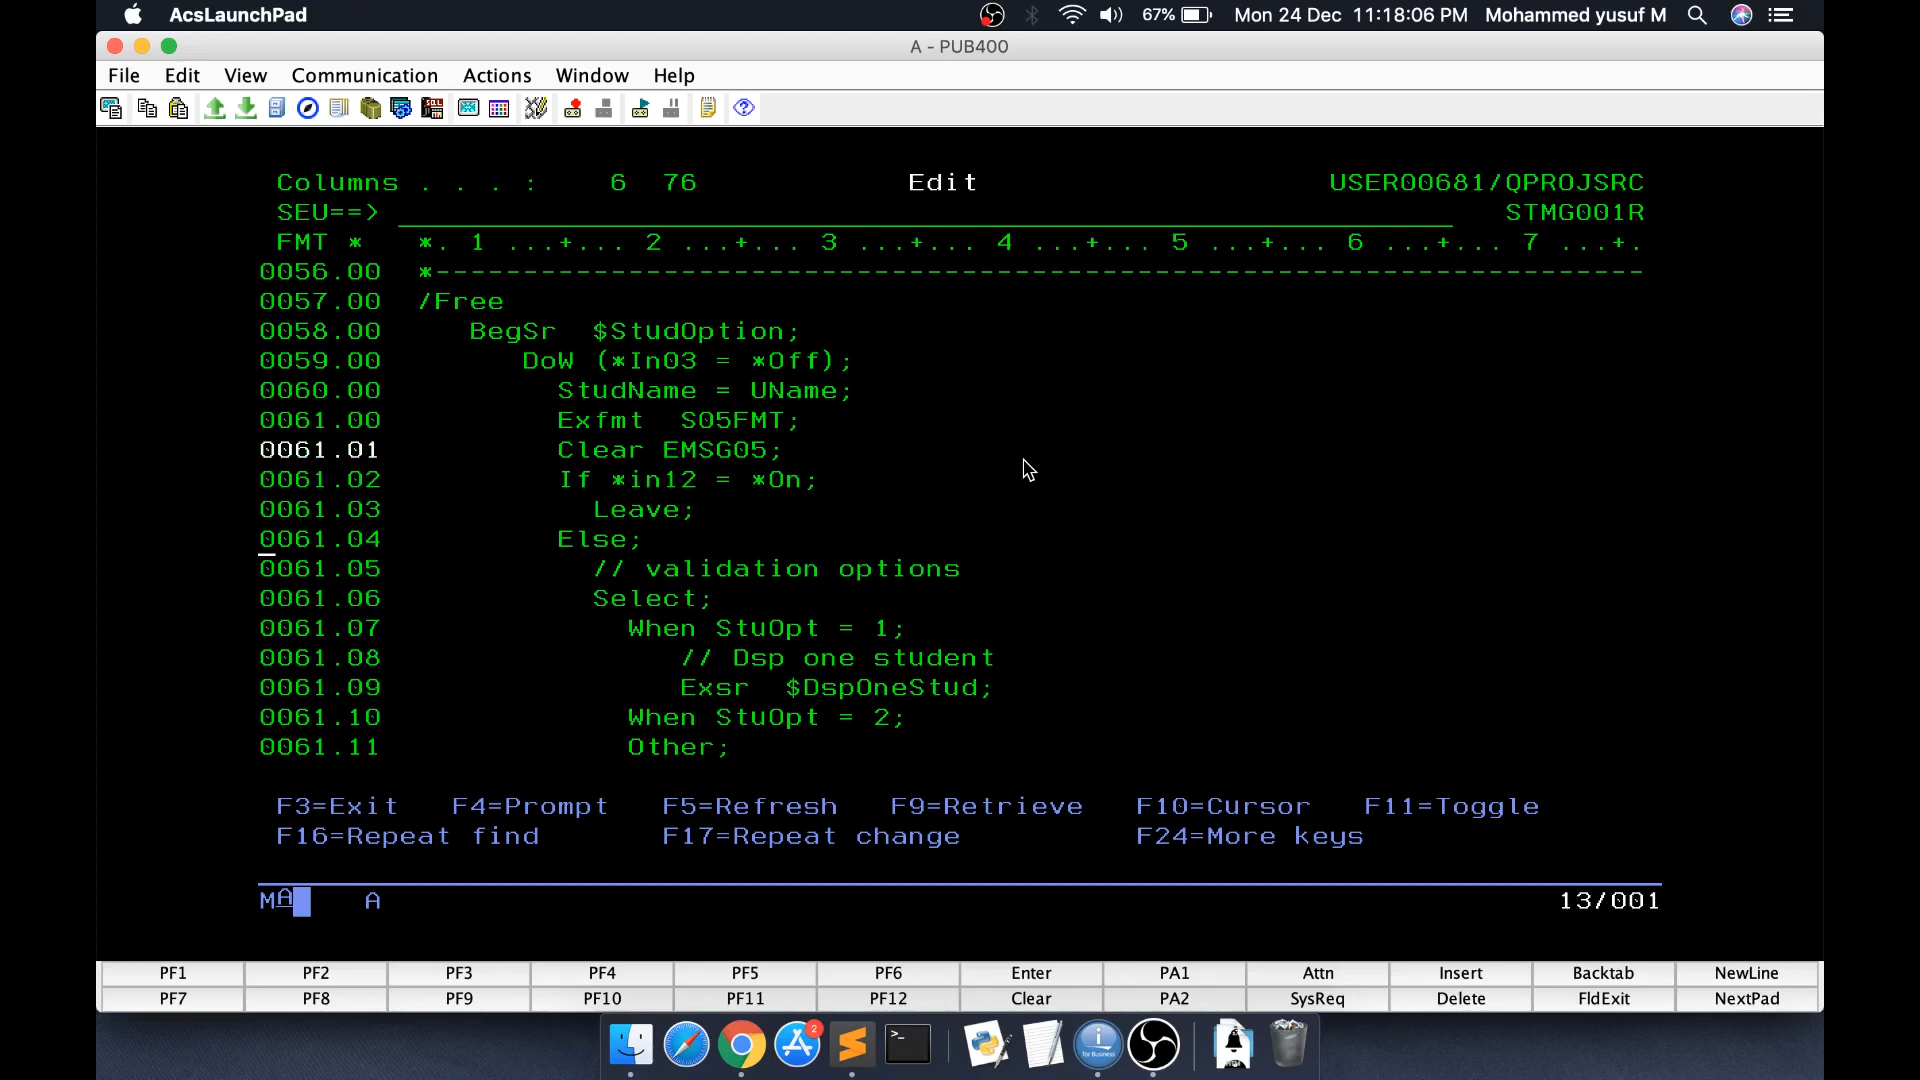 AcsLaunchPad 67% Mon 24 Dec 11:18:06 PM Mohammed yusuf M
A - PUB400
File Edit View Communication Actions Window Help
Columns . . . : 6 76 Edit USER00681/QPROJSRC
SEU==> STMG001R
FMT * *. 1 ...+... 2 ...+... 3 ...+... 4 ...+... 5 ...+... 6 ...+... 7 ...+.
0056.00 *---------------------------------------------------------------------
0057.00 /Free
0058.00 BegSr $StudOption;
0059.00 DoW (*In03 = *Off);
0060.00 StudName = UName;
0061.00 Exfmt S05FMT;
0061.01 Clear EMSG05;
0061.02 If *in12 = *On;
0061.03 Leave;
0061.04 Else;
0061.05 // validation options
0061.06 Select;
0061.07 When StuOpt = 1;
0061.08 // Dsp one student
0061.09 Exsr $DspOneStud;
0061.10 When StuOpt = 2;
0061.11 Other;
F3=Exit F4=Prompt F5=Refresh F9=Retrieve F10=Cursor F11=Toggle
F16=Repeat find F17=Repeat change F24=More keys
MA A 13/001
PF1 PF2 PF3 PF4 PF5 PF6 Enter PA1 Attn Insert Backtab NewLine
PF7 PF8 PF9 PF10 PF11 PF12 Clear PA2 SysReq Delete FldExit NextPad
2
for Business